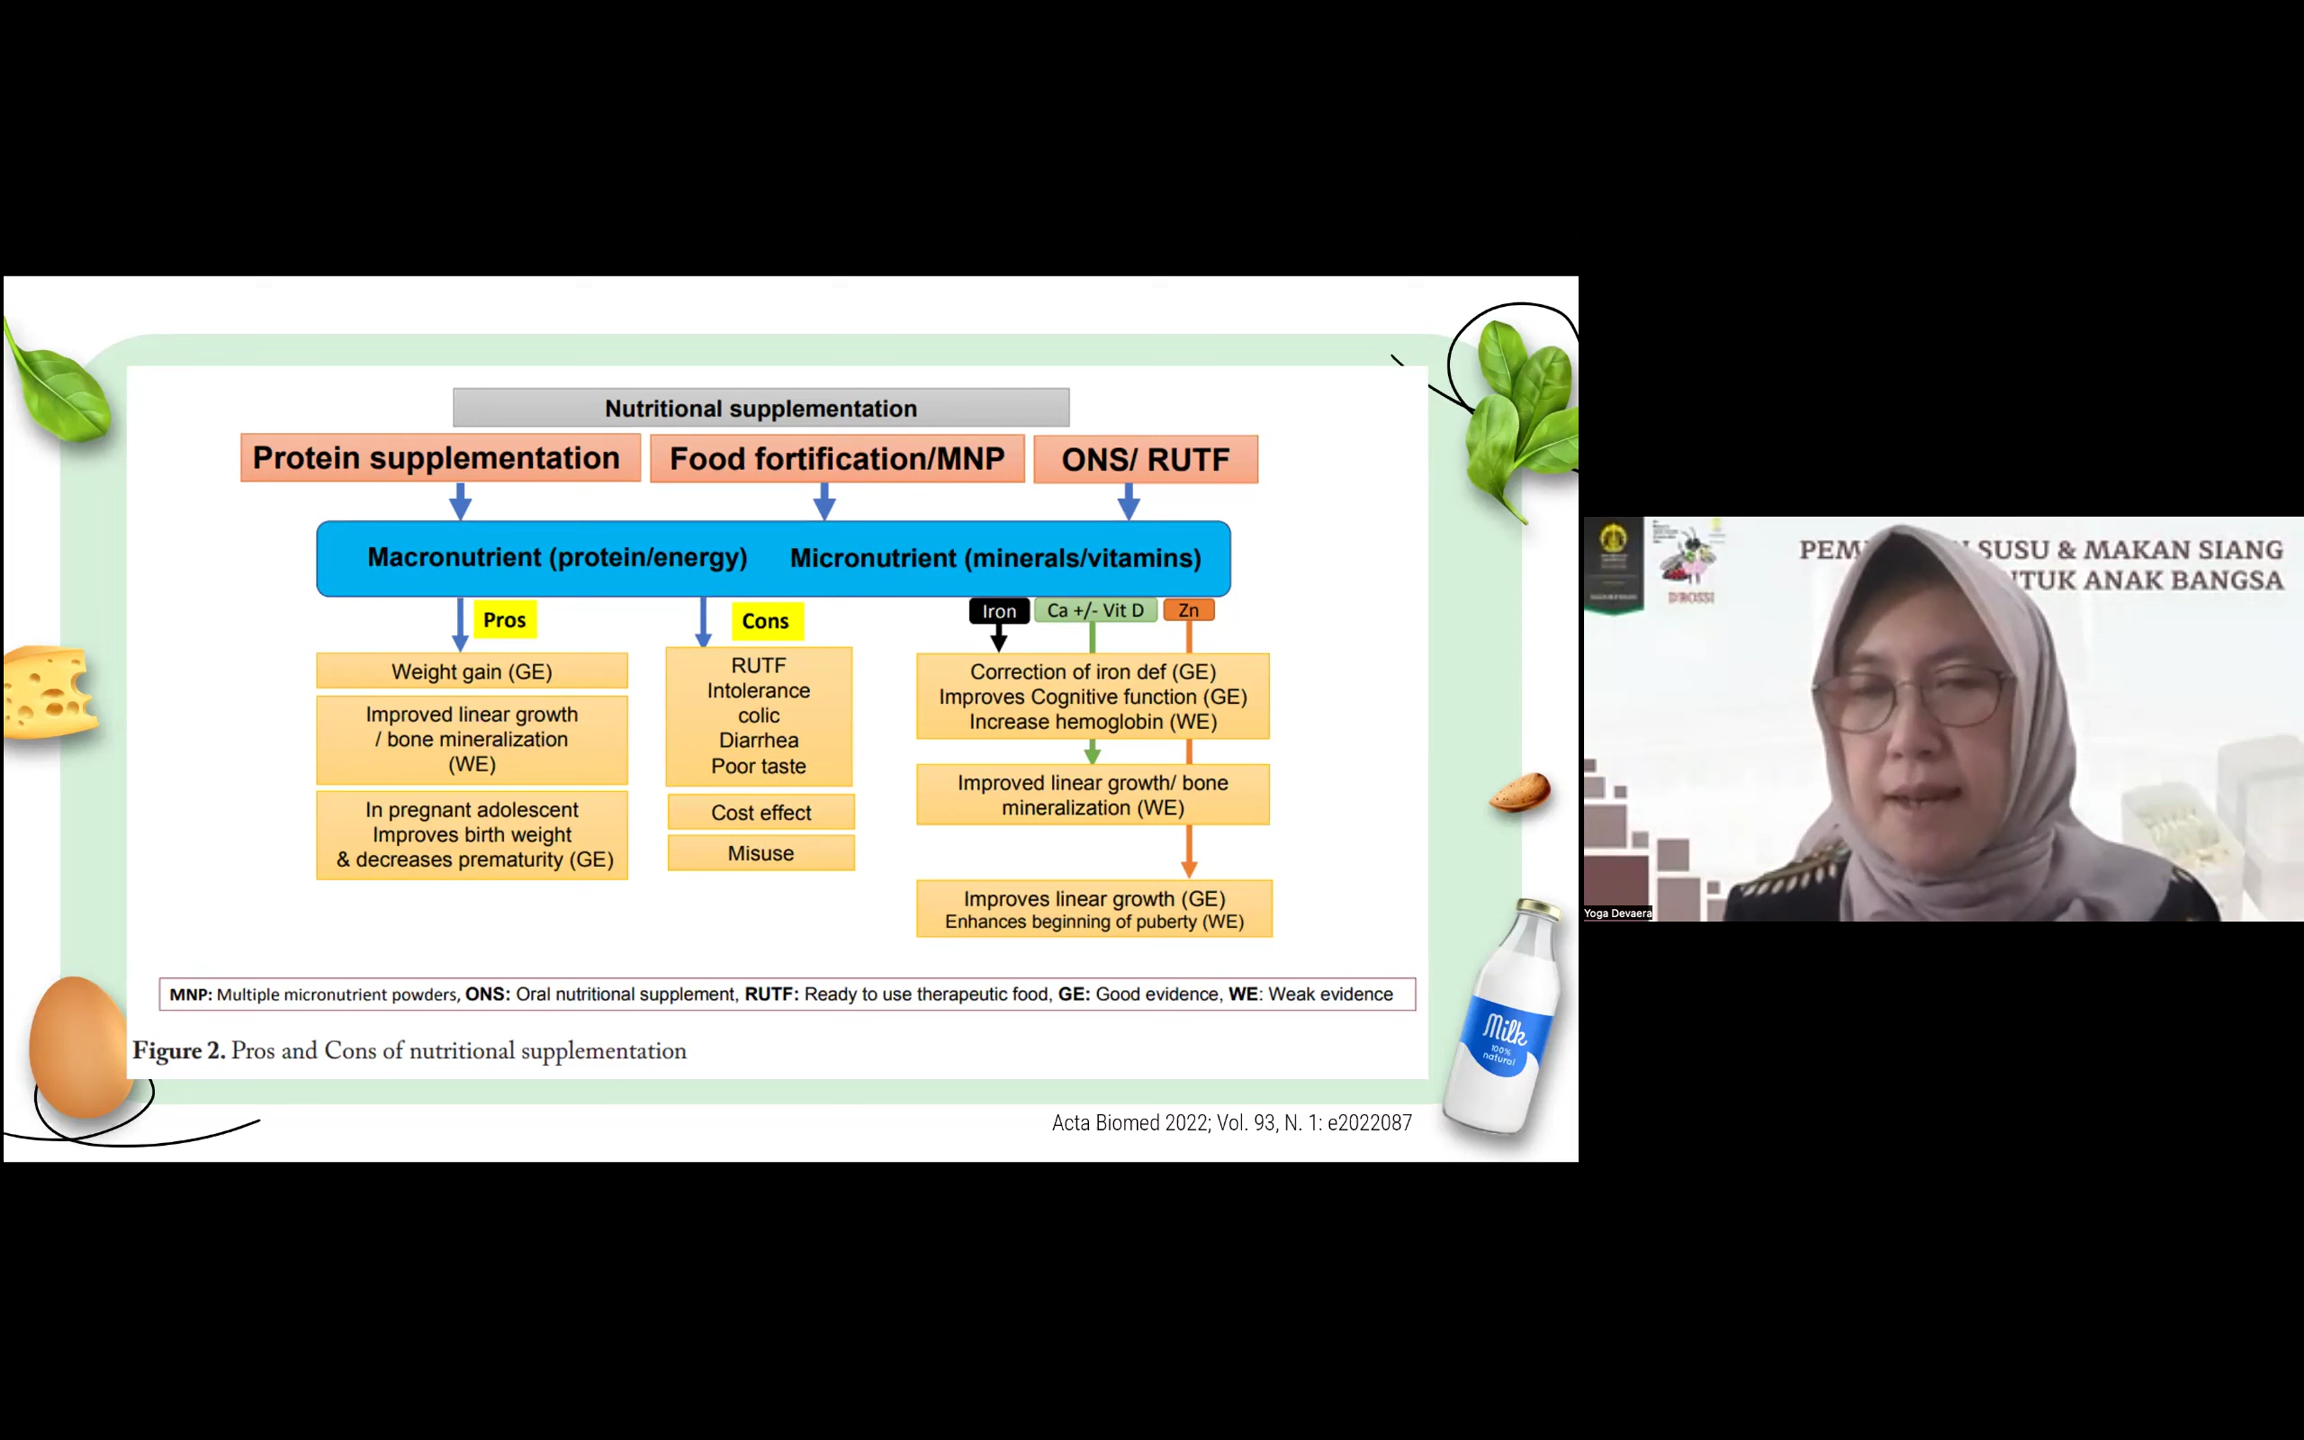 Nutritional supplementation
Protein supplementation
Food fortification/MNP
ONS/ RUTF
Macronutrient (protein/energy)
Micronutrient (minerals/vitamins)
Pros
Cons
Iron
Ca +/- Vit D
Zn
Weight gain (GE)
Improved linear growth
/ bone mineralization
(WE)
In pregnant adolescent
Improves birth weight
& decreases prematurity (GE)
RUTF
Intolerance
colic
Diarrhea
Poor taste
Cost effect
Misuse
Correction of iron def (GE)
Improves Cognitive function (GE)
Increase hemoglobin (WE)
Improved linear growth/ bone
mineralization (WE)
Improves linear growth (GE)
Enhances beginning of puberty (WE)
MNP: Multiple micronutrient powders, ONS: Oral nutritional supplement, RUTF: Ready to use therapeutic food, GE: Good evidence, WE: Weak evidence
Figure 2. Pros and Cons of nutritional supplementation
Acta Biomed 2022; Vol. 93, N. 1: e2022087
Milk
100%
natural
SUSU & MAKAN SIANG
ANAK BANGSA
D'ROSSI
Yoga Devaera